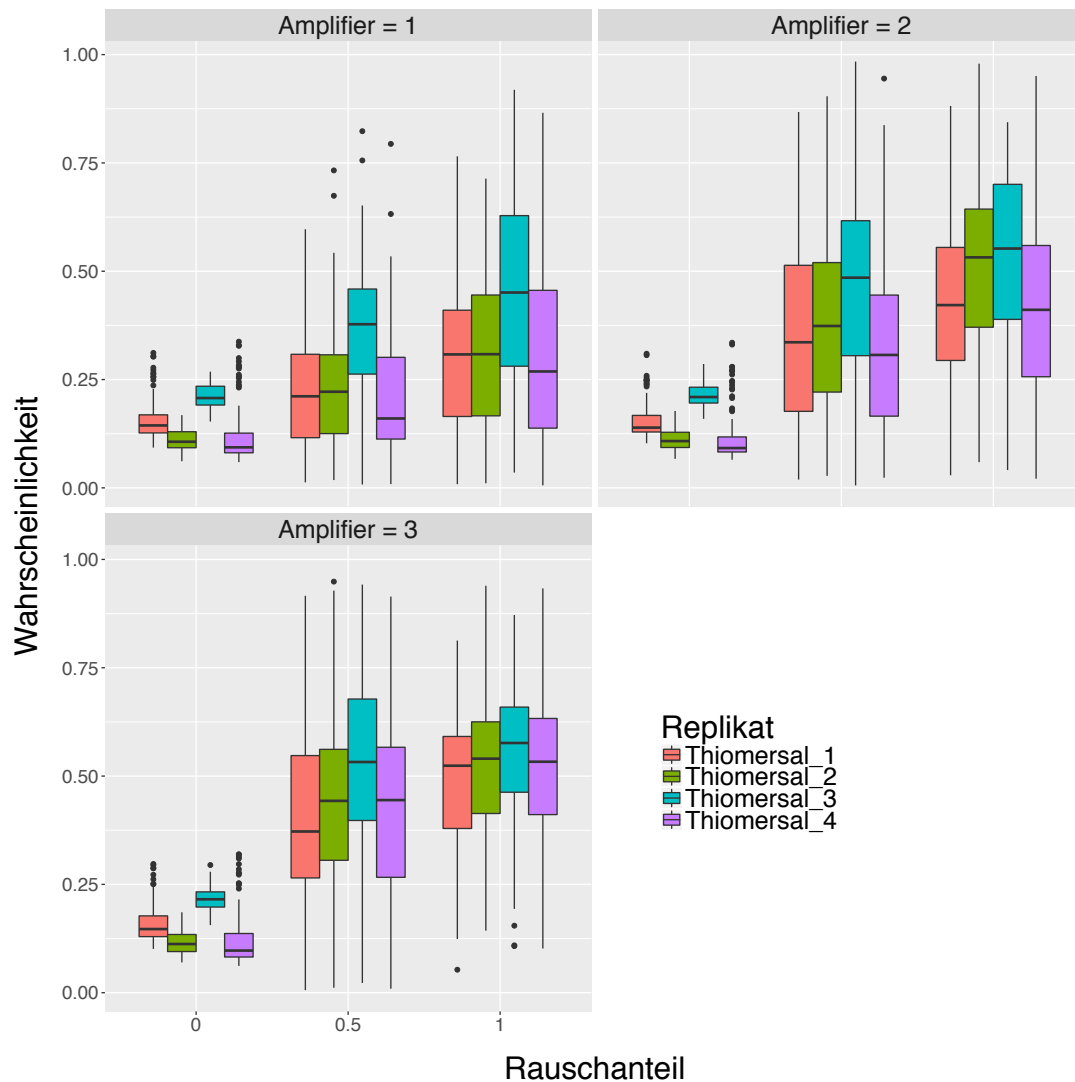 Amplifier = 1
Amplifier = 2
1.00
0.75
0.50
0.25
0.00
Amplifier = 3
1.00
0.75
0.50
0.25
0.00
0
0.5
1
Wahrscheinlichkeit
Rauschanteil
Replikat
Thiomersal_1
Thiomersal_2
Thiomersal_3
Thiomersal_4